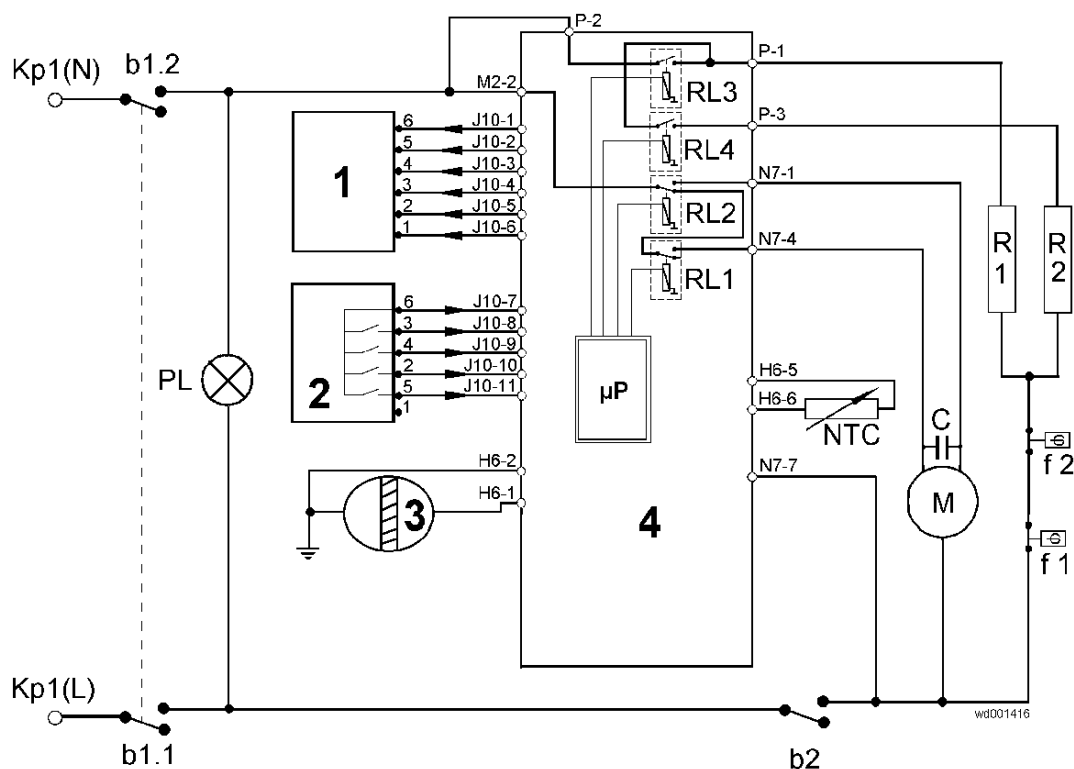 P-2
Kp1(N)
b1.2
M2-2
P-1
RL3
P-3
RL4
N7-1
RL2
N7-4
RL1
1
6 J10-1
5 J10-2
4 J10-3
3 J10-4
2 J10-5
1 J10-6
R1
R2
2
6 J10-7
3 J10-8
4 J10-9
2 J10-10
5 J10-11
1
PL
µP
H6-5
H6-6
NTC
C
f 2
H6-2
H6-1
3
4
N7-7
M
f 1
Kp1(L)
b1.1
b2
wd001416